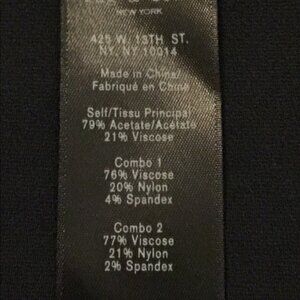 NEW YORK
425 W. 13TH. ST.
NY, NY 10014
Made in China/
Fabriqué en Chine
Self/Tissu Principal
79% Acetate/Acétate
21% Viscose
Combo 1
76% Viscose
20% Nylon
4% Spandex
Combo 2
77% Viscose
21% Nylon
2% Spandex